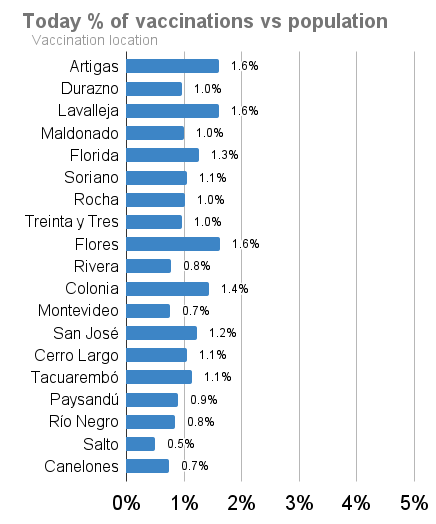 Today % of vaccinations vs population
Vaccination location
Artigas 1.6%
Durazno 1.0%
Lavalleja 1.6%
Maldonado 1.0%
Florida 1.3%
Soriano 1.1%
Rocha 1.0%
Treinta y Tres 1.0%
Flores 1.6%
Rivera 0.8%
Colonia 1.4%
Montevideo 0.7%
San José 1.2%
Cerro Largo 1.1%
Tacuarembó 1.1%
Paysandú 0.9%
Río Negro 0.8%
Salto 0.5%
Canelones 0.7%
0% 1% 2% 3% 4% 5%